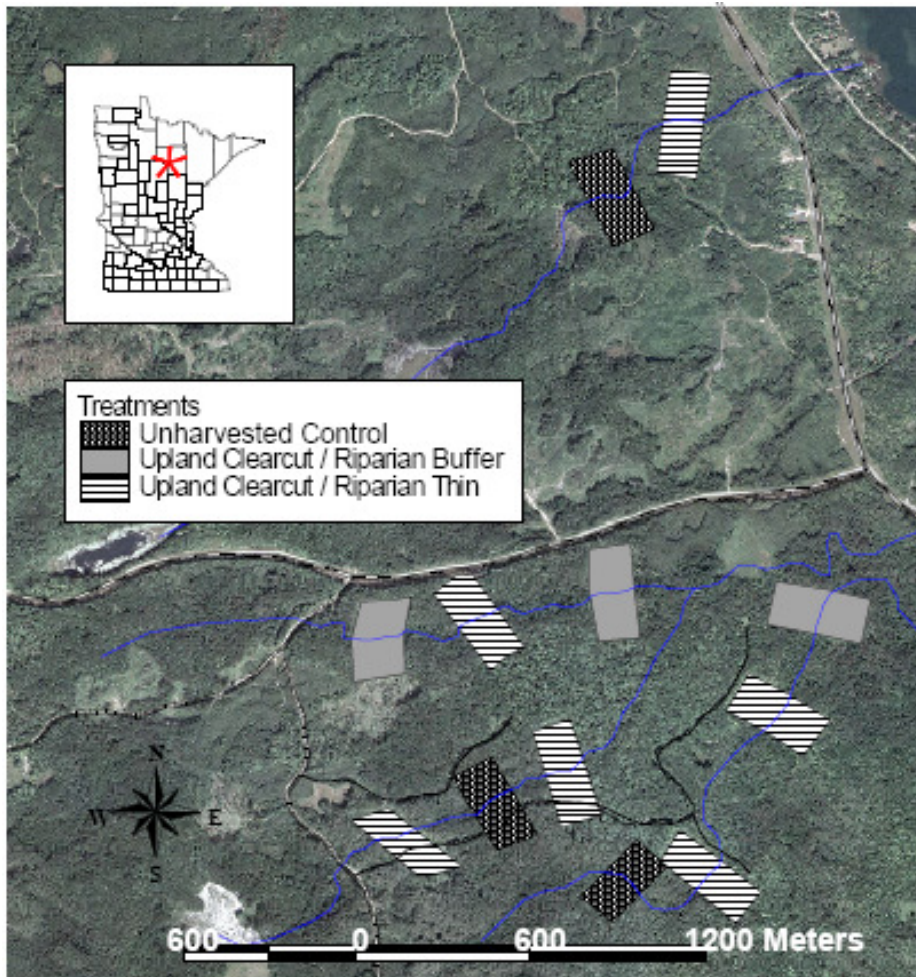 Treatments
Unharvested Control
Upland Clearcut / Riparian Buffer
Upland Clearcut / Riparian Thin
N
W E
S
600 0 600 1200 Meters